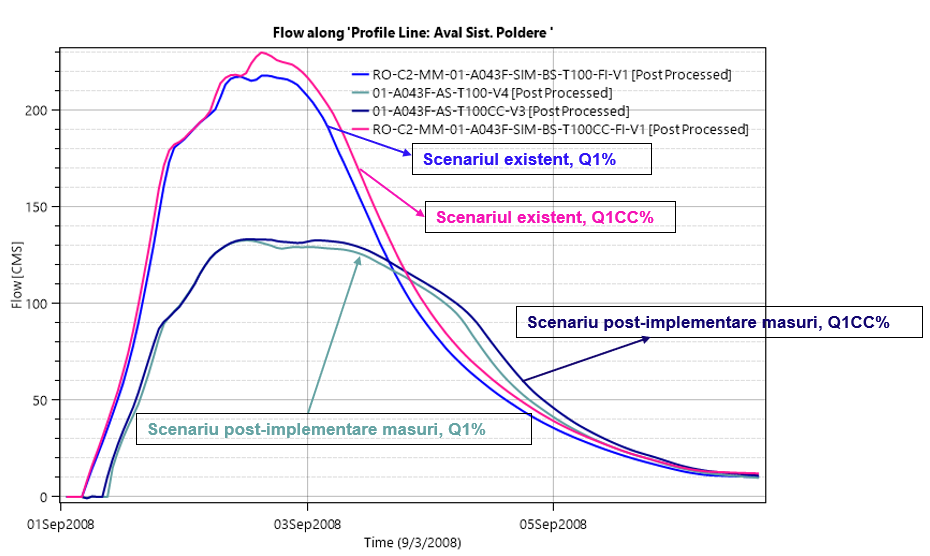 Flow along 'Profile Line: Aval Sist. Poldere '
RO-C2-MM-01-A043F-SIM-BS-T100-FI-V1 [Post Processed]
01-A043F-AS-T100-V4 [Post Processed]
01-A043F-AS-T100CC-V3 [Post Processed]
RO-C2-MM-01-A043F-SIM-BS-T100CC-FI-V1 [Post Processed]
Scenariul existent, Q1%
Scenariul existent, Q1CC%
Scenariu post-implementare masuri, Q1CC%
Scenariu post-implementare masuri, Q1%
Flow [CMS]
200
150
100
50
0
01Sep2008
03Sep2008
05Sep2008
Time (9/3/2008)